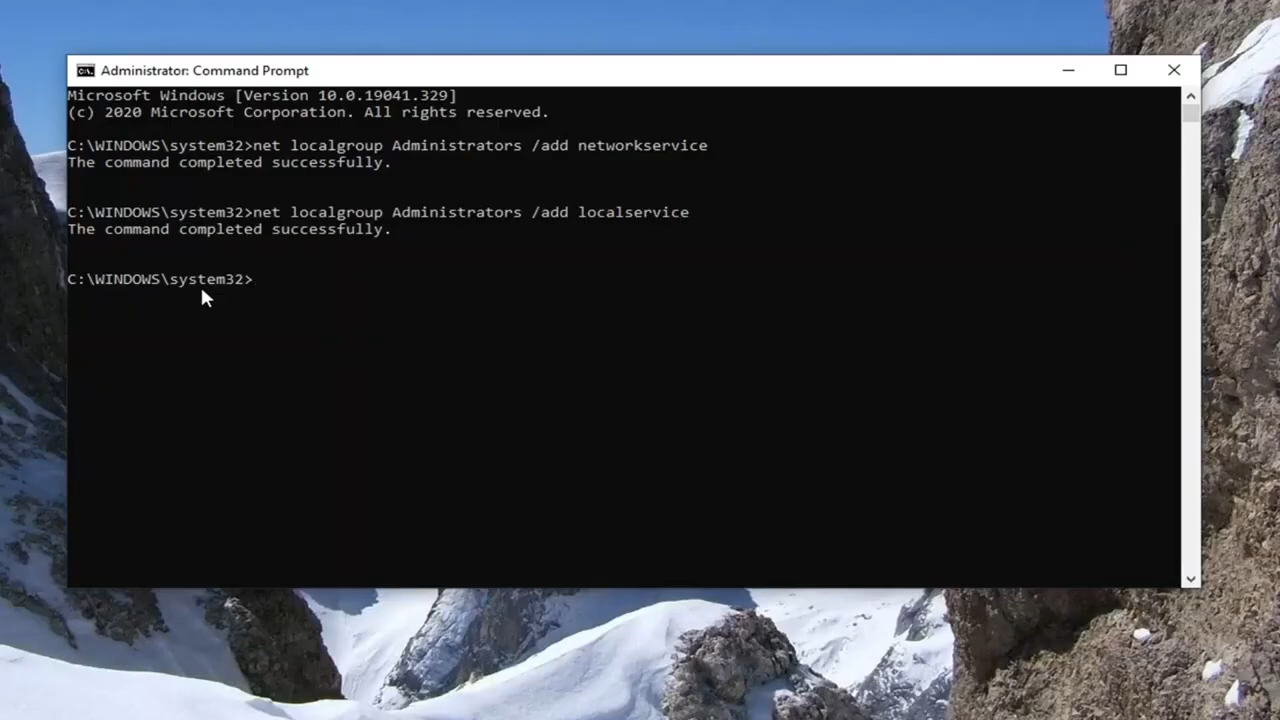 Administrator: Command Prompt
Microsoft Windows [Version 10.0.19041.329]
(c) 2020 Microsoft Corporation. All rights reserved.
C:\WINDOWS\system32>net localgroup Administrators /add networkservice
The command completed successfully.
C:\WINDOWS\system32>net localgroup Administrators /add localservice
The command completed successfully.
C:\WINDOWS\system32>